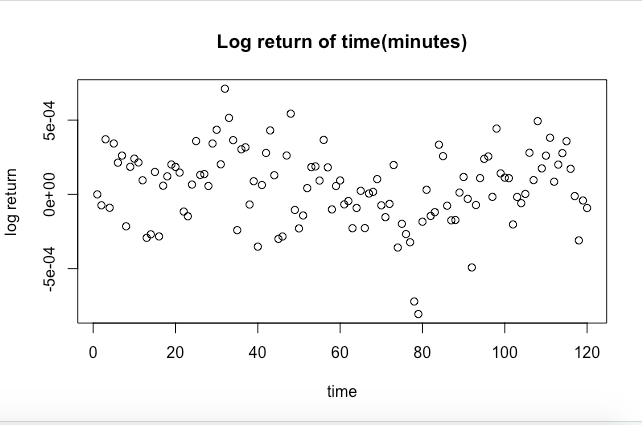 Log return of time(minutes)
log return
5e-04
0e+00
-5e-04
0 20 40 60 80 100 120
time